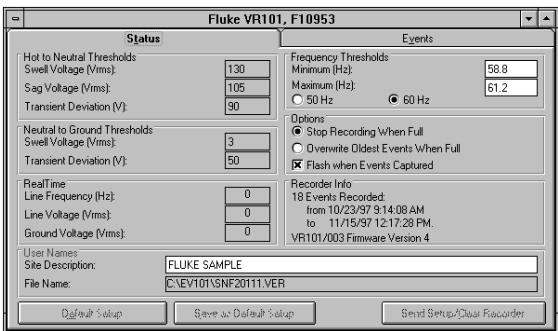 Fluke VR101, F10953
Status
Events
Hot to Neutral Thresholds
Swell Voltage (Vrms): 130
Sag Voltage (Vrms): 105
Transient Deviation (V): 90
Neutral to Ground Thresholds
Swell Voltage (Vrms): 3
Transient Deviation (V): 50
RealTime
Line Frequency (Hz): 0
Line Voltage (Vrms): 0
Ground Voltage (Vrms): 0
Frequency Thresholds
Minimum (Hz): 58.8
Maximum (Hz): 61.2
50 Hz 60 Hz
Options
Stop Recording When Full
Overwrite Oldest Events When Full
Flash when Events Captured
Recorder Info
18 Events Recorded:
from 10/23/97 9:14:08 AM
to 11/15/97 12:17:28 PM.
VR101/003 Firmware Version 4
User Names
Site Description: FLUKE SAMPLE
File Name: C:\EV101\SNF20111.VER
Default Setup
Save as Default Setup
Send Setup/Clear Recorder